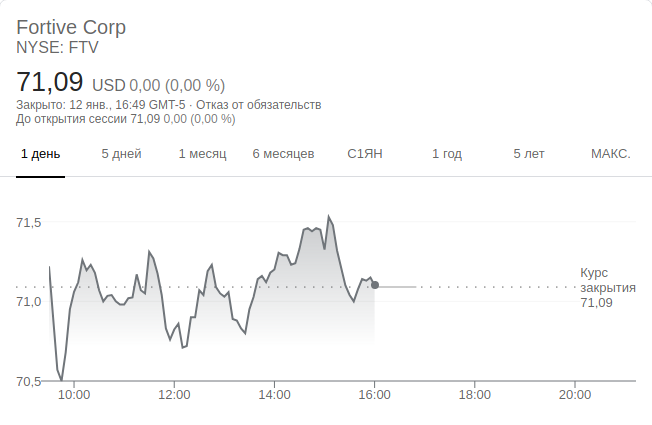 Fortive Corp
NYSE: FTV
71,09 USD 0,00 (0,00 %)
Закрыто: 12 янв., 16:49 GMT-5 · Отказ от обязательств
До открытия сессии 71,09 0,00 (0,00 %)
1 день 5 дней 1 месяц 6 месяцев С1ЯН 1 год 5 лет МАКС.
71,5
Курс
закрытия
71,09
71,0
70,5
10:00 12:00 14:00 16:00 18:00 20:00